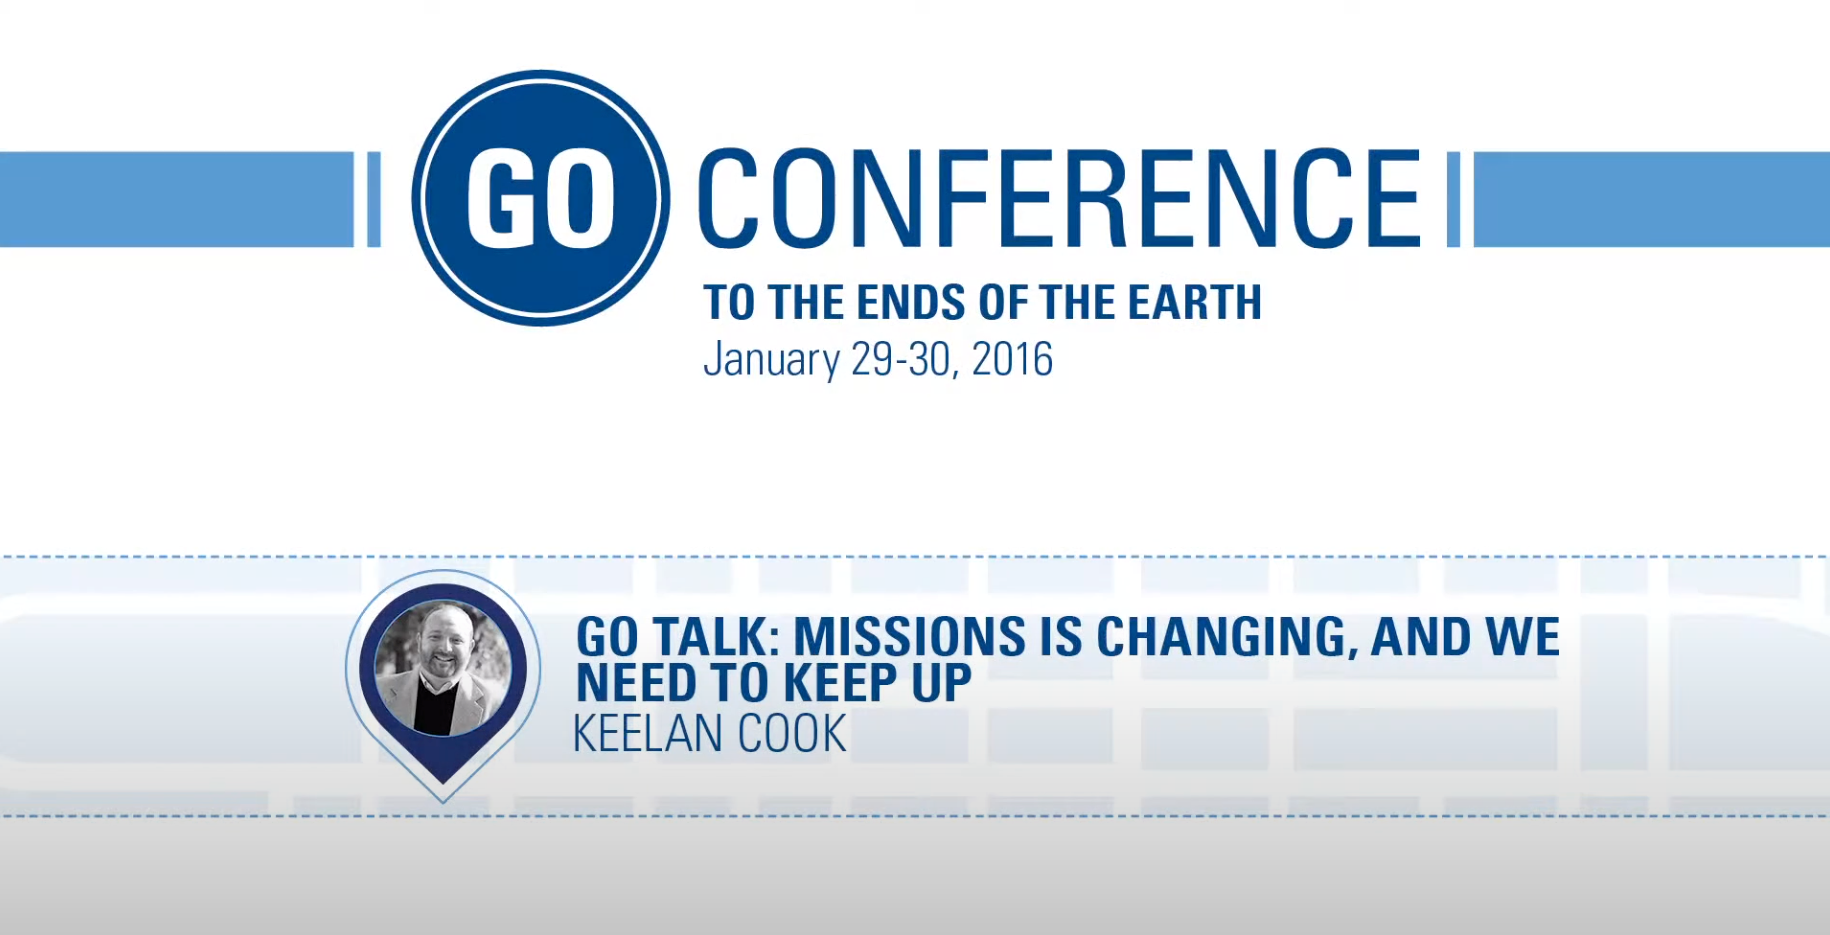 GO CONFERENCE
TO THE ENDS OF THE EARTH
January 29-30, 2016
GO TALK: MISSIONS IS CHANGING, AND WE
NEED TO KEEP UP
KEELAN COOK